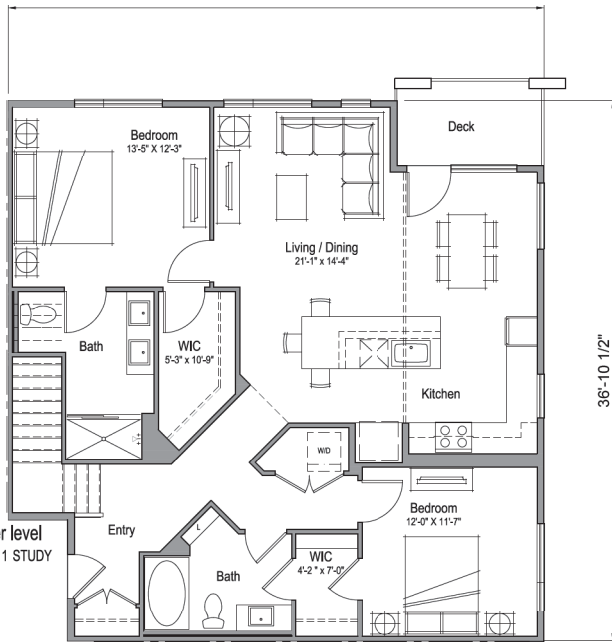 Deck
Bedroom
13'-5" X 12'-3"
Living / Dining
21'-1" x 14'-4"
Bath
WIC
5'-3" x 10'-9"
36'-10 1/2"
Kitchen
W/D
Bedroom
12'-0" X 11'-7"
L
Entry
level
1 STUDY
WIC
4'-2 " x 7'-0"
Bath